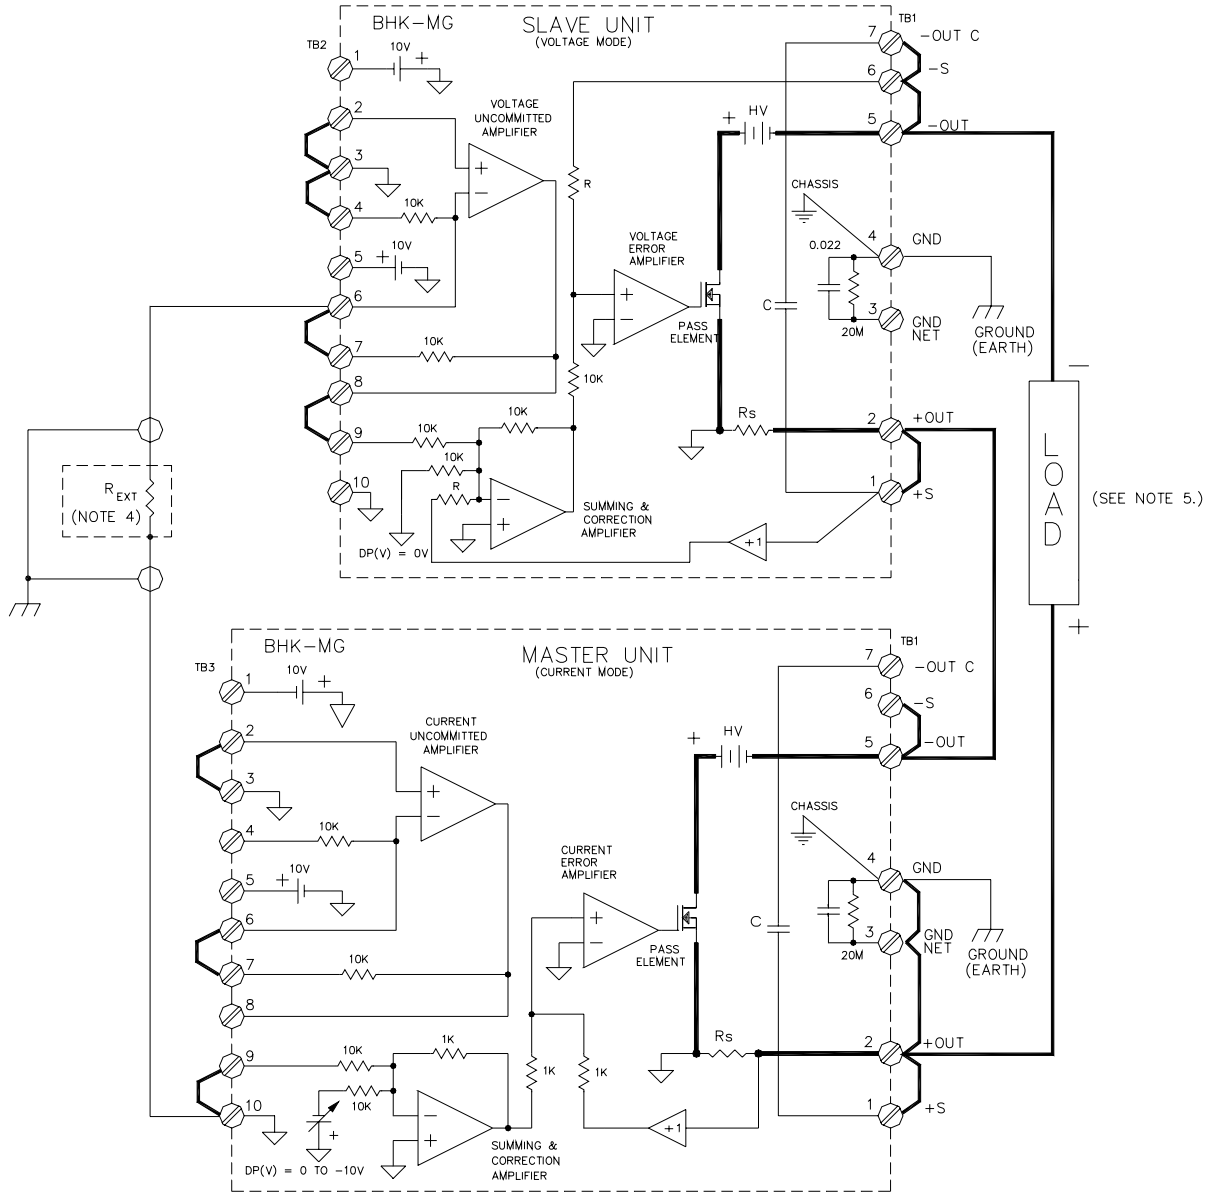 BHK-MG
SLAVE UNIT
(VOLTAGE MODE)
TB2
TB1
1
10V
+
2
VOLTAGE
UNCOMMITTED
AMPLIFIER
+
−
3
4
10K
5
+
10V
6
7
10K
8
9
10K
10K
10K
R
10
DP(V) = 0V
−
+
SUMMING &
CORRECTION
AMPLIFIER
+1
R
10K
VOLTAGE
ERROR
AMPLIFIER
+
−
PASS
ELEMENT
+
HV
C
Rs
7
-OUT C
6
-S
5
-OUT
CHASSIS
4
GND
0.022
20M
3
GND
NET
GROUND
(EARTH)
2
+OUT
1
+S
−
LOAD
+
(SEE NOTE 5.)
R EXT
(NOTE 4)
BHK-MG
MASTER UNIT
(CURRENT MODE)
TB3
TB1
1
10V
+
2
CURRENT
UNCOMMITTED
AMPLIFIER
+
−
3
4
10K
5
+
10V
6
7
10K
8
9
10K
1K
10K
10
+
DP(V) = 0 TO -10V
−
+
SUMMING &
CORRECTION
AMPLIFIER
1K
1K
+1
CURRENT
ERROR
AMPLIFIER
+
−
PASS
ELEMENT
+
HV
C
Rs
7
-OUT C
6
-S
5
-OUT
CHASSIS
4
GND
20M
3
GND
NET
GROUND
(EARTH)
2
+OUT
1
+S